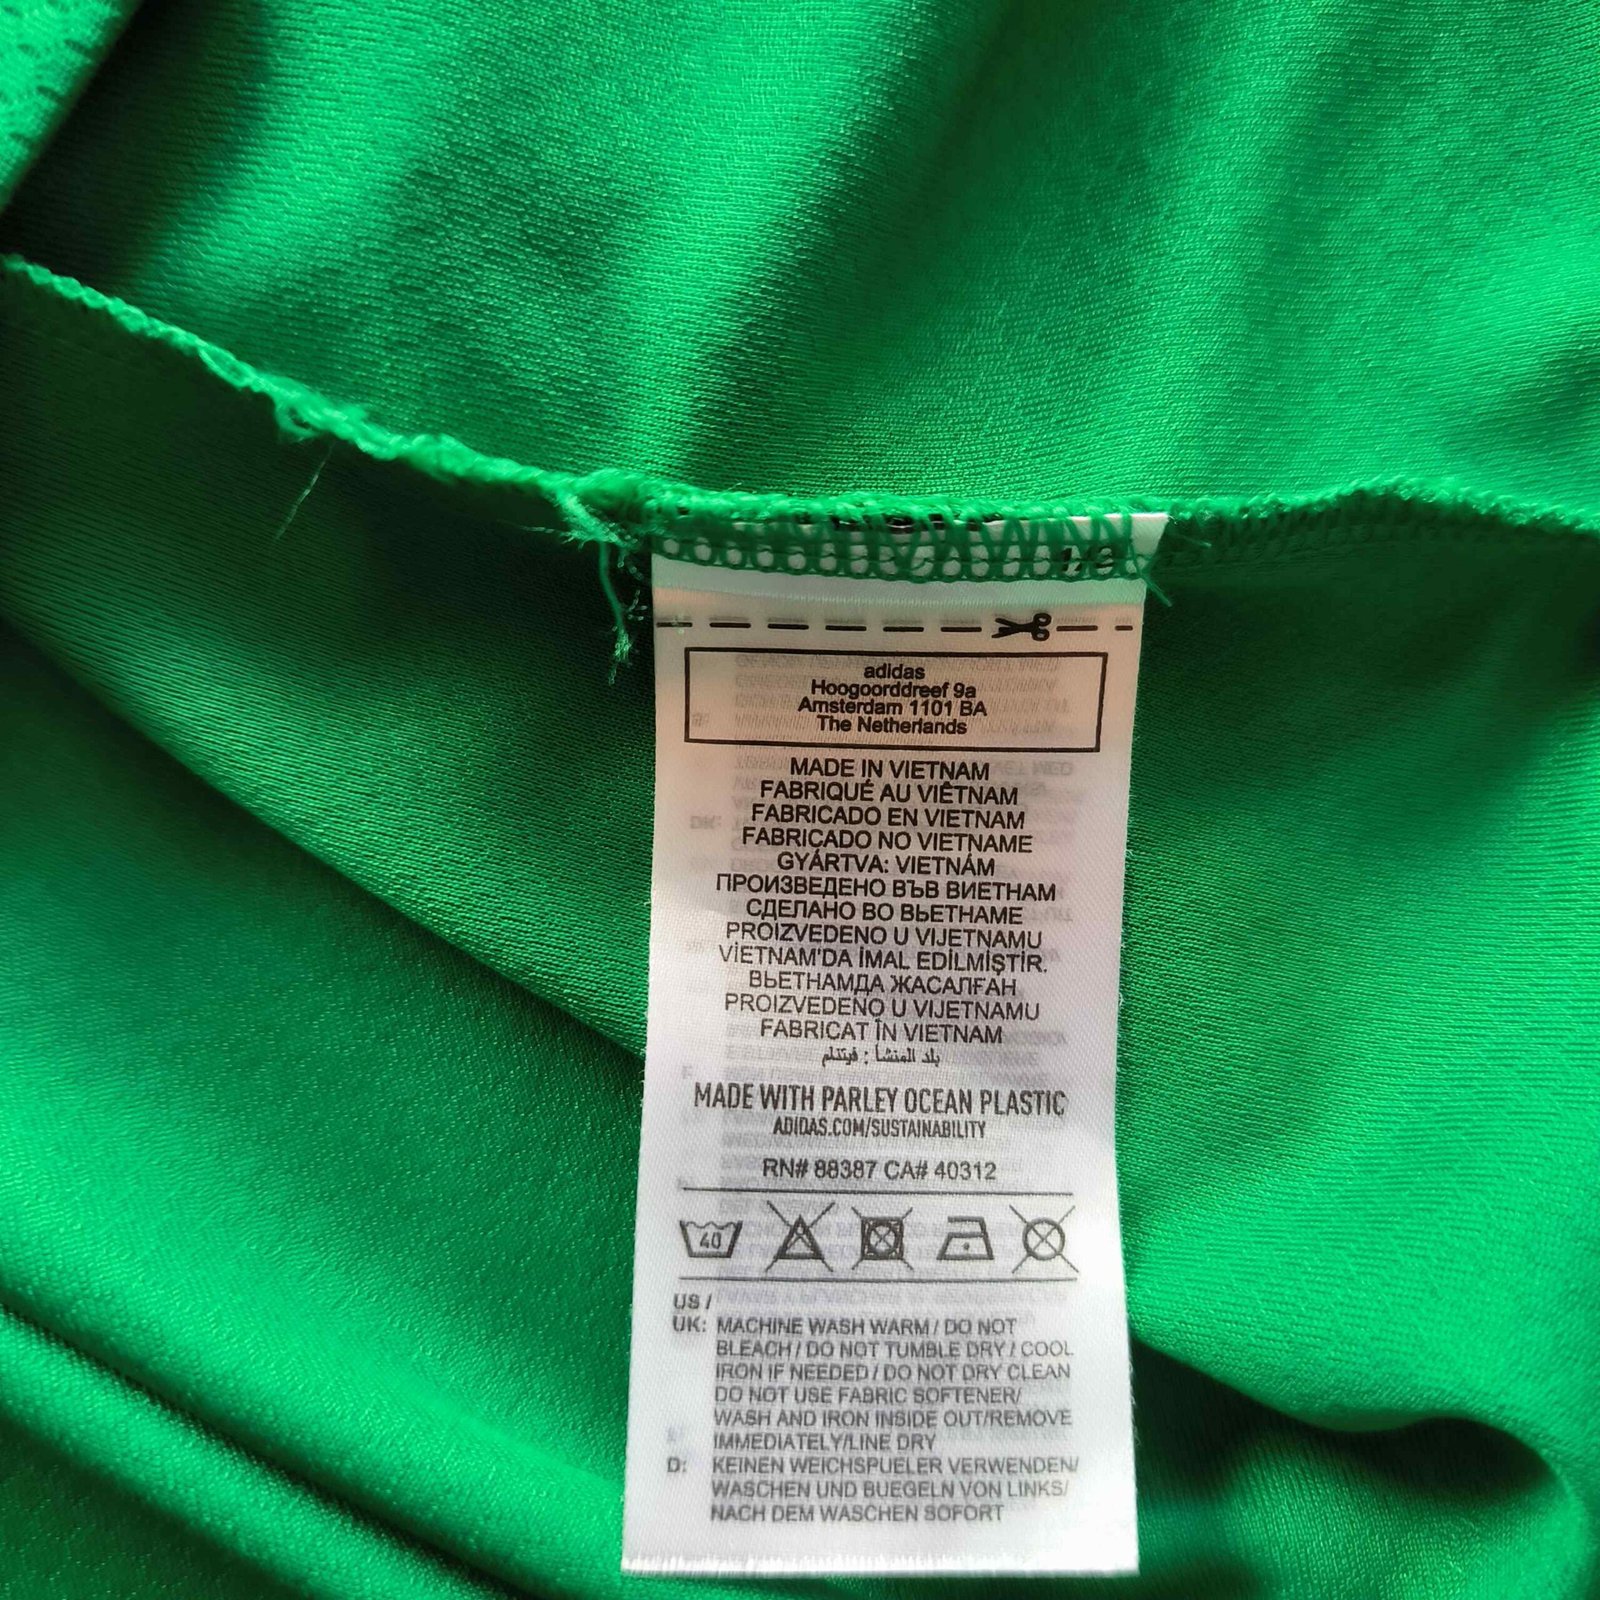 adidas
Hoogoorddreef 9a
Amsterdam 1101 BA
The Netherlands
MADE IN VIETNAM
FABRIQUÉ AU VIÊTNAM
FABRICADO EN VIETNAM
FABRICADO NO VIETNAME
GYÁRTVA: VIETNÁM
ПРОИЗВЕДЕНО ВЪВ ВИЕТНАМ
СДЕЛАНО ВО ВЬЕТНАМЕ
PROIZVEDENO U VIJETNAMU
VİETNAM'DA İMAL EDİLMİŞTİR.
ВЬЕТНАМДА ЖАСАЛҒАН
PROIZVEDENO U VIJETNAMU
FABRICAT ÎN VIETNAM
بلد المنشأ : فيتنام
MADE WITH PARLEY OCEAN PLASTIC
ADIDAS.COM/SUSTAINABILITY
RN# 88387 CA# 40312
40
US /
UK: MACHINE WASH WARM / DO NOT
BLEACH / DO NOT TUMBLE DRY / COOL
IRON IF NEEDED / DO NOT DRY CLEAN
DO NOT USE FABRIC SOFTENER/
WASH AND IRON INSIDE OUT/REMOVE
IMMEDIATELY/LINE DRY
D: KEINEN WEICHSPUELER VERWENDEN/
WASCHEN UND BUEGELN VON LINKS/
NACH DEM WASCHEN SOFORT